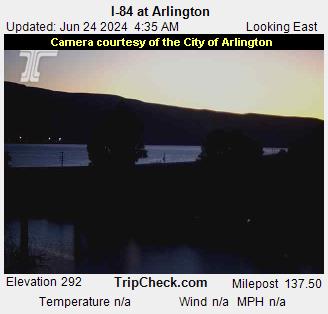 I-84 at Arlington
Updated: Jun 24 2024 4:35 AM Looking East
Camera courtesy of the City of Arlington
Elevation 292 TripCheck.com Milepost 137.50
Temperature n/a Wind n/a MPH n/a